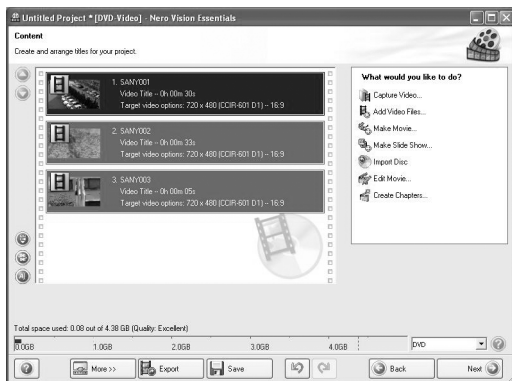 Untitled Project *[DVD-Video] - Nero Vision Essentials
Content
Create and arrange titles for your project.
1. SANY001
Video Title -- 0h 00m 30s
Target video options: 720 x 480 (CCIR-601 D1) -- 16:9
2. SANY002
Video Title -- 0h 00m 33s
Target video options: 720 x 480 (CCIR-601 D1) -- 16:9
3. SANY003
Video Title -- 0h 00m 05s
Target video options: 720 x 480 (CCIR-601 D1) -- 16:9
What would you like to do?
Capture Video...
Add Video Files...
Make Movie...
Make Slide Show...
Import Disc
Edit Movie...
Create Chapters...
Total space used: 0.08 out of 4.38 GB (Quality: Excellent)
0.0GB 1.0GB 2.0GB 3.0GB 4.0GB DVD
More >> Export Save Back Next